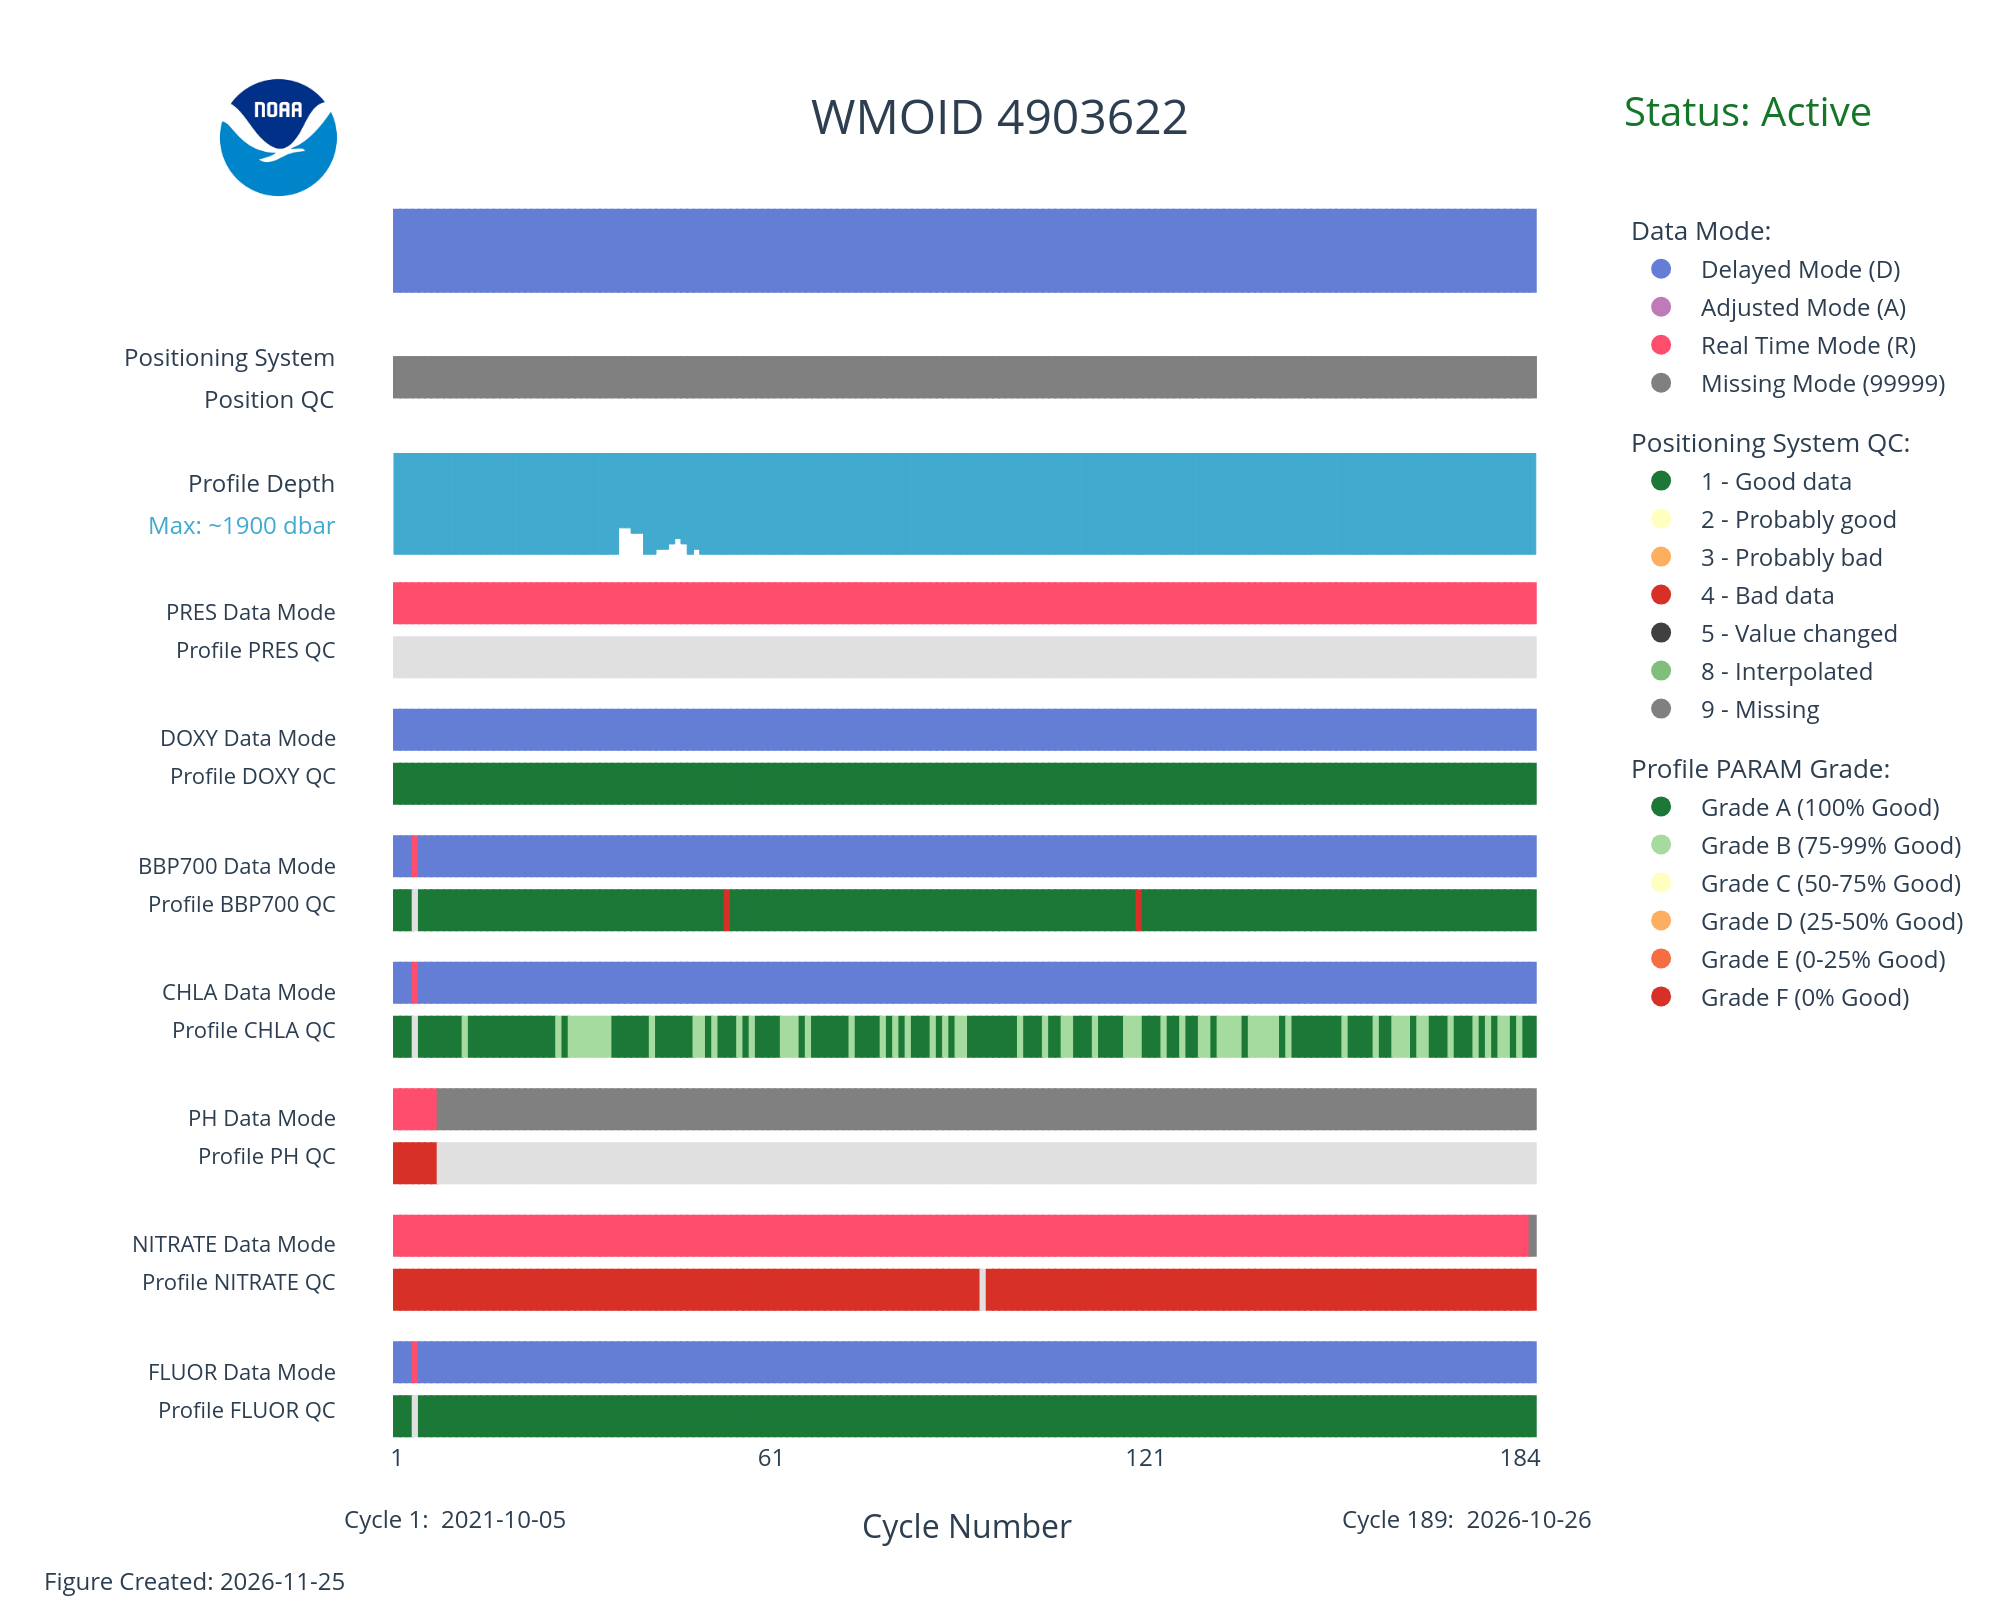 NOAA
WMOID 4903622
Status: Active
Data Mode:
Delayed Mode (D)
Adjusted Mode (A)
Real Time Mode (R)
Missing Mode (99999)
Positioning System QC:
1 - Good data
2 - Probably good
3 - Probably bad
4 - Bad data
5 - Value changed
8 - Interpolated
9 - Missing
Profile PARAM Grade:
Grade A (100% Good)
Grade B (75-99% Good)
Grade C (50-75% Good)
Grade D (25-50% Good)
Grade E (0-25% Good)
Grade F (0% Good)
Positioning System
Position QC
Profile Depth
Max: ~1900 dbar
PRES Data Mode
Profile PRES QC
DOXY Data Mode
Profile DOXY QC
BBP700 Data Mode
Profile BBP700 QC
CHLA Data Mode
Profile CHLA QC
PH Data Mode
Profile PH QC
NITRATE Data Mode
Profile NITRATE QC
FLUOR Data Mode
Profile FLUOR QC
1 61 121 184
Cycle 1: 2021-10-05
Cycle Number
Cycle 189: 2026-10-26
Figure Created: 2026-11-25